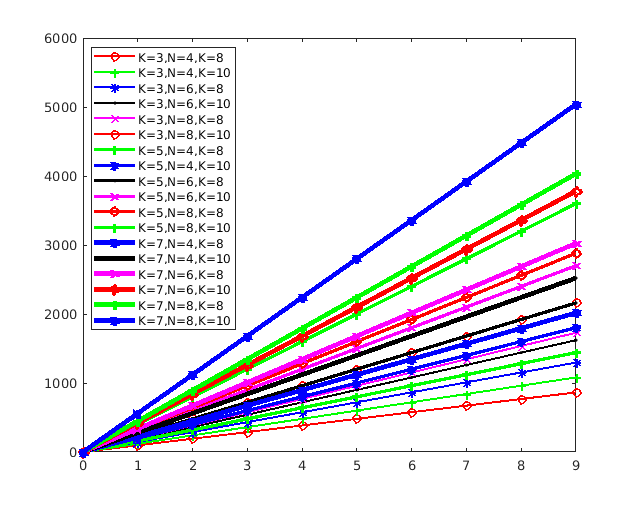 6000
5000
4000
3000
2000
1000
0
K=3,N=4,K=8
K=3,N=4,K=10
K=3,N=6,K=8
K=3,N=6,K=10
K=3,N=8,K=8
K=3,N=8,K=10
K=5,N=4,K=8
K=5,N=4,K=10
K=5,N=6,K=8
K=5,N=6,K=10
K=5,N=8,K=8
K=5,N=8,K=10
K=7,N=4,K=8
K=7,N=4,K=10
K=7,N=6,K=8
K=7,N=6,K=10
K=7,N=8,K=8
K=7,N=8,K=10
0 1 2 3 4 5 6 7 8 9